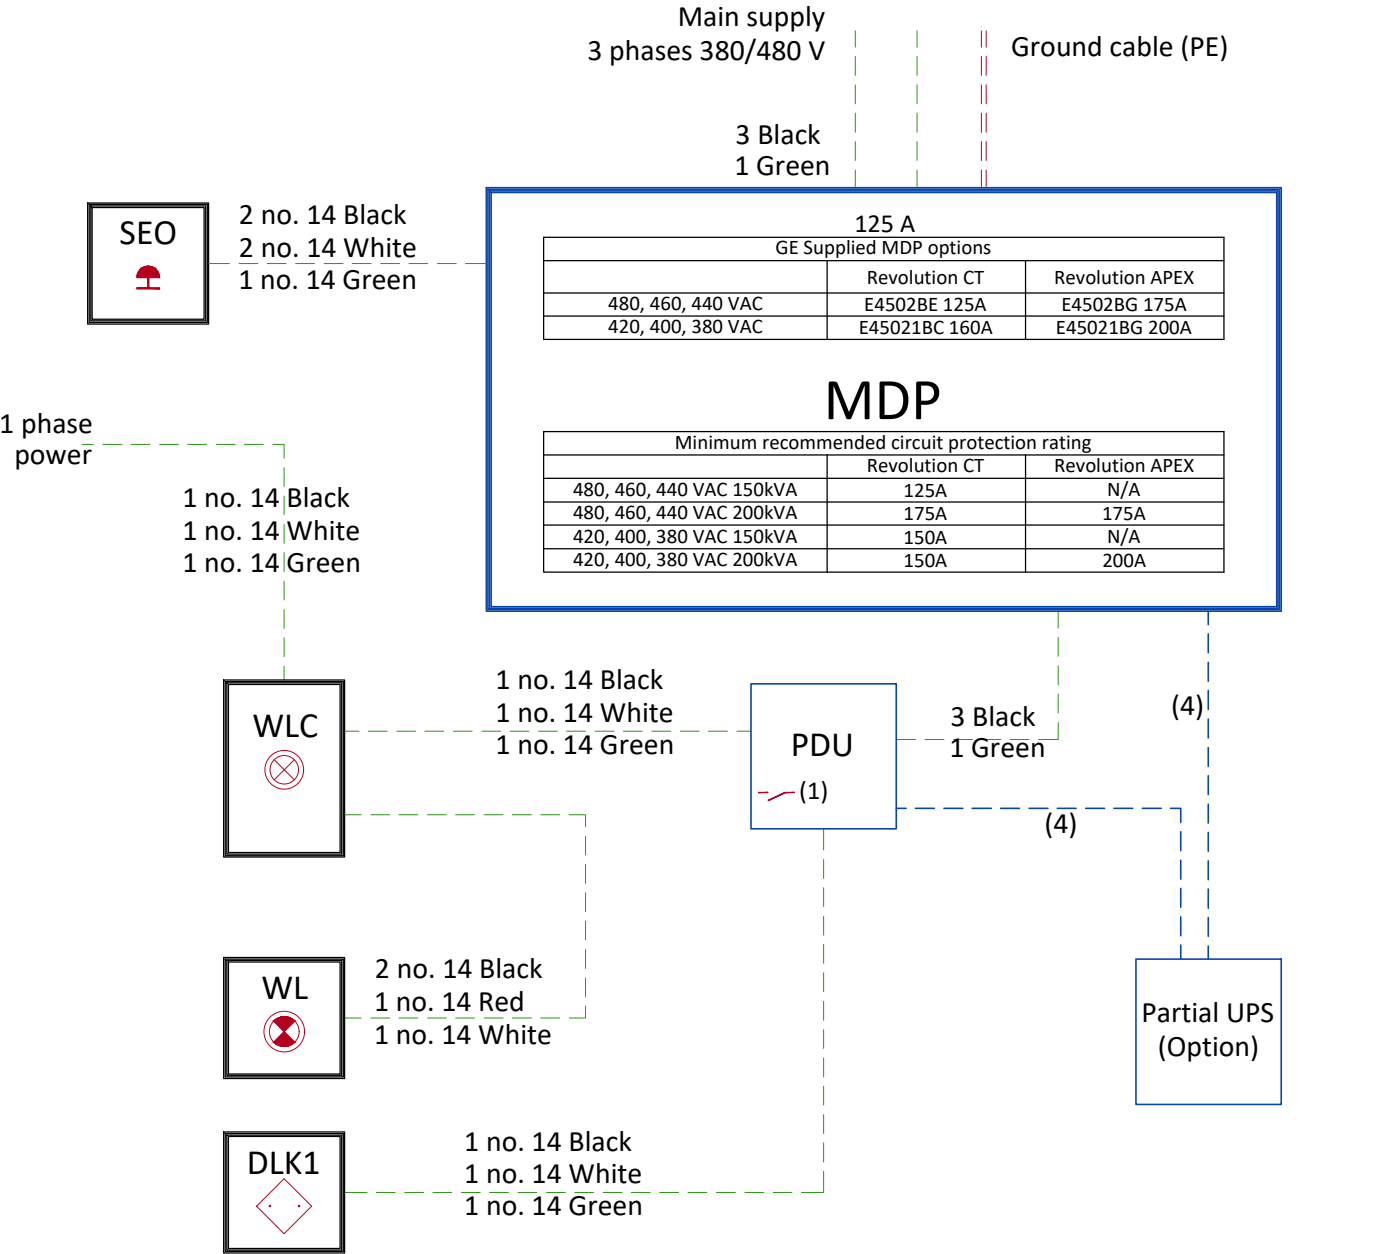 Main supply
3 phases 380/480 V
Ground cable (PE)
3 Black
1 Green
SEO
2 no. 14 Black
2 no. 14 White
1 no. 14 Green
125 A
GE Supplied MDP options
Revolution CT Revolution APEX
480, 460, 440 VAC E4502BE 125A E4502BG 175A
420, 400, 380 VAC E45021BC 160A E45021BG 200A
MDP
Minimum recommended circuit protection rating
Revolution CT Revolution APEX
480, 460, 440 VAC 150kVA 125A N/A
480, 460, 440 VAC 200kVA 175A 175A
420, 400, 380 VAC 150kVA 150A N/A
420, 400, 380 VAC 200kVA 150A 200A
1 phase
power
1 no. 14 Black
1 no. 14 White
1 no. 14 Green
WLC
1 no. 14 Black
1 no. 14 White
1 no. 14 Green
PDU
(1)
3 Black
1 Green
(4)
(4)
WL
2 no. 14 Black
1 no. 14 Red
1 no. 14 White
Partial UPS
(Option)
DLK1
1 no. 14 Black
1 no. 14 White
1 no. 14 Green